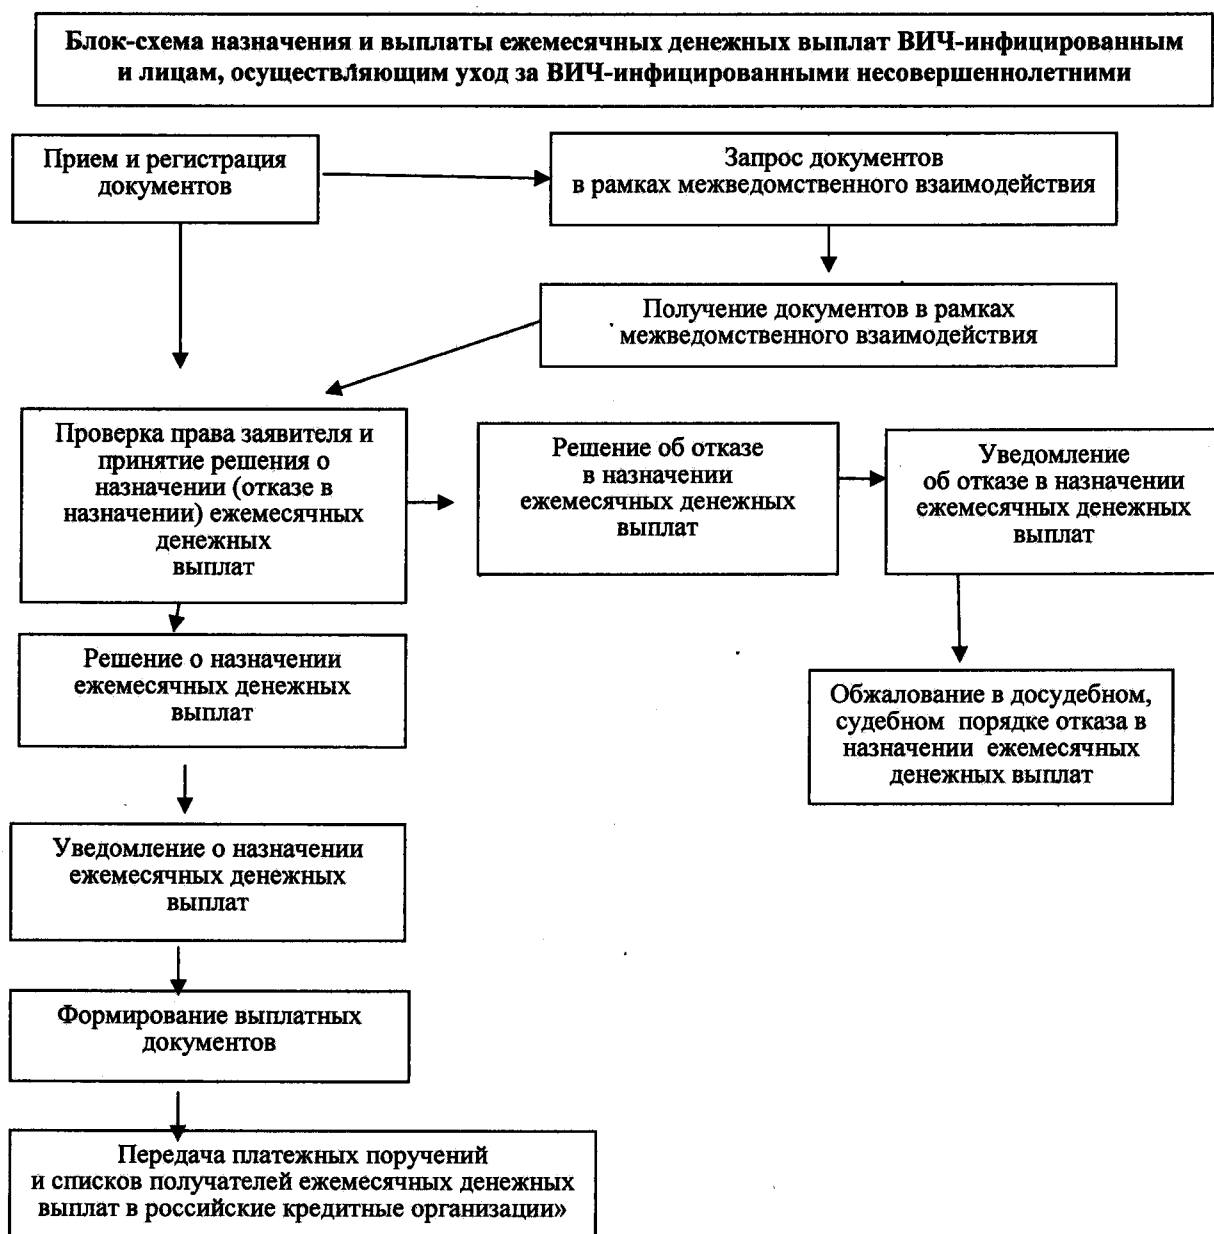 Блок-схема назначения и выплаты ежемесячных денежных выплат ВИЧ-инфицированным
и лицам, осуществляющим уход за ВИЧ-инфицированными несовершеннолетними
Прием и регистрация
документов
Запрос документов
в рамках межведомственного взаимодействия
Получение документов в рамках
межведомственного взаимодействия
Проверка права заявителя и
принятие решения о
назначении (отказе в
назначении) ежемесячных
денежных
выплат
Решение об отказе
в назначении
ежемесячных денежных
выплат
Уведомление
об отказе в назначении
ежемесячных денежных
выплат
Решение о назначении
ежемесячных денежных
выплат
Обжалование в досудебном,
судебном порядке отказа в
назначении ежемесячных
денежных выплат
Уведомление о назначении
ежемесячных денежных
выплат
Формирование выплатных
документов
Передача платежных поручений
и списков получателей ежемесячных денежных
выплат в российские кредитные организации»